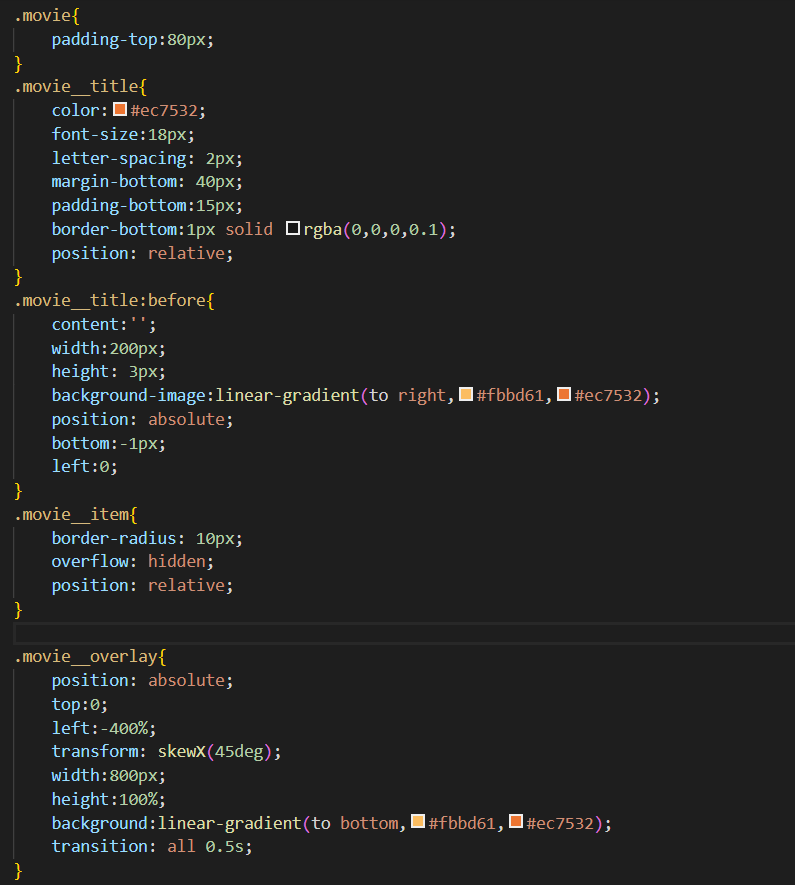 .movie{
    padding-top:80px;
}
.movie__title{
    color:#ec7532;
    font-size:18px;
    letter-spacing: 2px;
    margin-bottom: 40px;
    padding-bottom:15px;
    border-bottom:1px solid rgba(0,0,0,0.1);
    position: relative;
}
.movie__title:before{
    content:'';
    width:200px;
    height: 3px;
    background-image:linear-gradient(to right,#fbbd61,#ec7532);
    position: absolute;
    bottom:-1px;
    left:0;
}
.movie__item{
    border-radius: 10px;
    overflow: hidden;
    position: relative;
}

.movie__overlay{
    position: absolute;
    top:0;
    left:-400%;
    transform: skewX(45deg);
    width:800px;
    height:100%;
    background:linear-gradient(to bottom,#fbbd61,#ec7532);
    transition: all 0.5s;
}